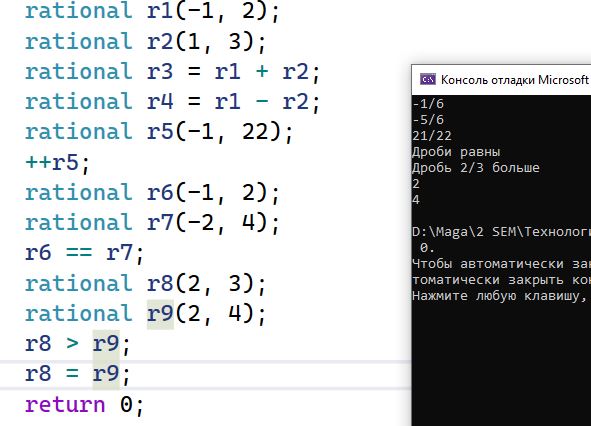 rational r1(-1, 2);
rational r2(1, 3);
rational r3 = r1 + r2;
rational r4 = r1 - r2;
rational r5(-1, 22);
++r5;
rational r6(-1, 2);
rational r7(-2, 4);
r6 == r7;
rational r8(2, 3);
rational r9(2, 4);
r8 > r9;
r8 = r9;
return 0;
Консоль отладки Microsoft
-1/6
-5/6
21/22
Дроби равны
Дробь 2/3 больше
2
4
D:\Maga\2 SEM\Технологи
0.
Чтобы автоматически зак
томатически закрыть кон
Нажмите любую клавишу,